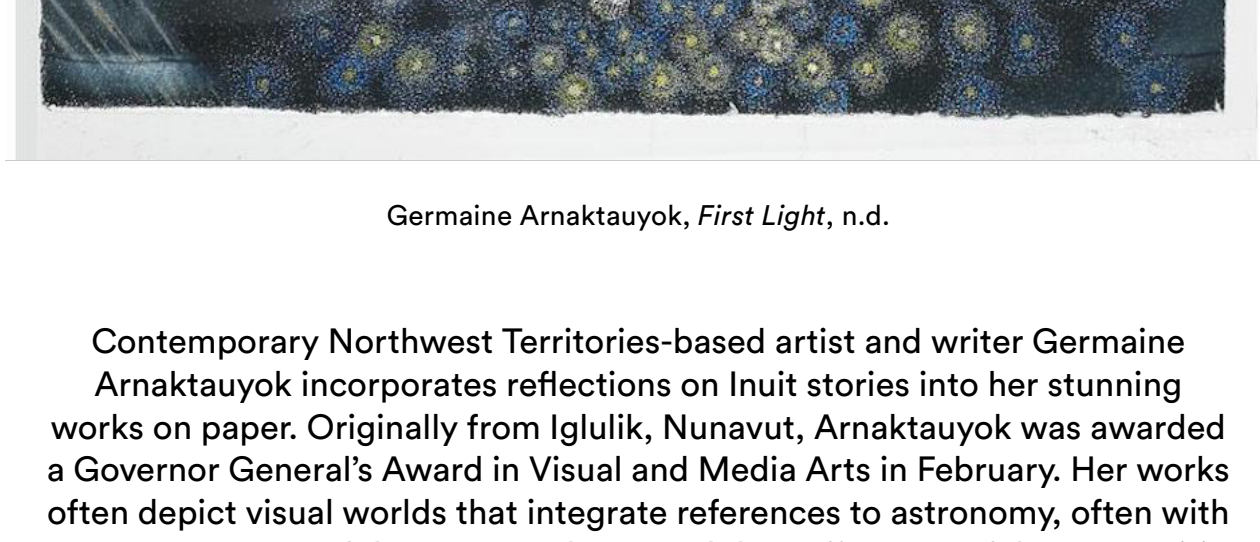 Germaine Arnaktauyok, First Light, n.d.
Contemporary Northwest Territories-based artist and writer Germaine
Arnaktauyok incorporates reflections on Inuit stories into her stunning
works on paper. Originally from Iglulik, Nunavut, Arnaktauyok was awarded
a Governor General’s Award in Visual and Media Arts in February. Her works
often depict visual worlds that integrate references to astronomy, often with